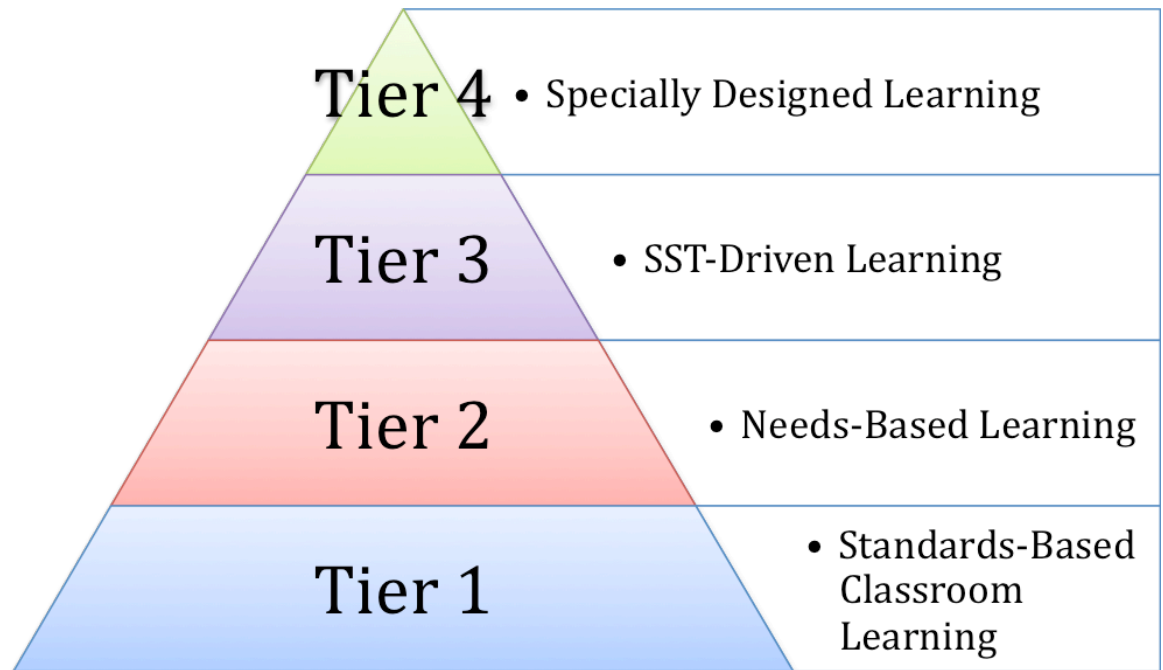 Tier 4
• Specially Designed Learning
Tier 3
• SST-Driven Learning
Tier 2
• Needs-Based Learning
Tier 1
• Standards-Based
Classroom
Learning